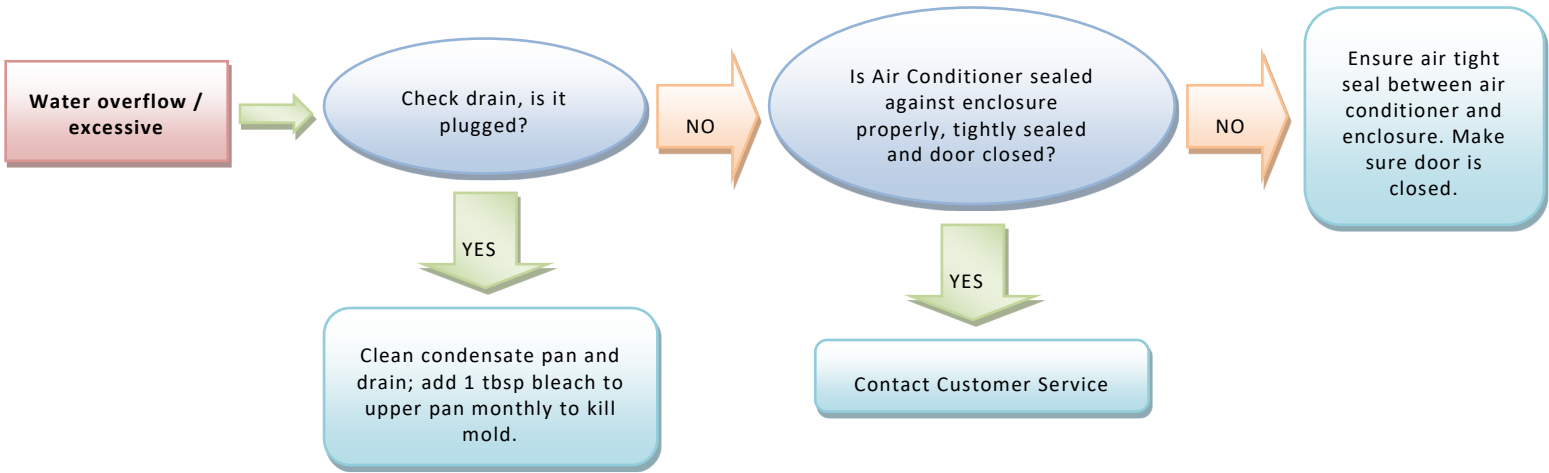 Water overflow /
excessive
Check drain, is it
plugged?
NO
Is Air Conditioner sealed
against enclosure
properly, tightly sealed
and door closed?
NO
Ensure air tight
seal between air
conditioner and
enclosure. Make
sure door is
closed.
YES
YES
Clean condensate pan and
drain; add 1 tbsp bleach to
upper pan monthly to kill
mold.
Contact Customer Service